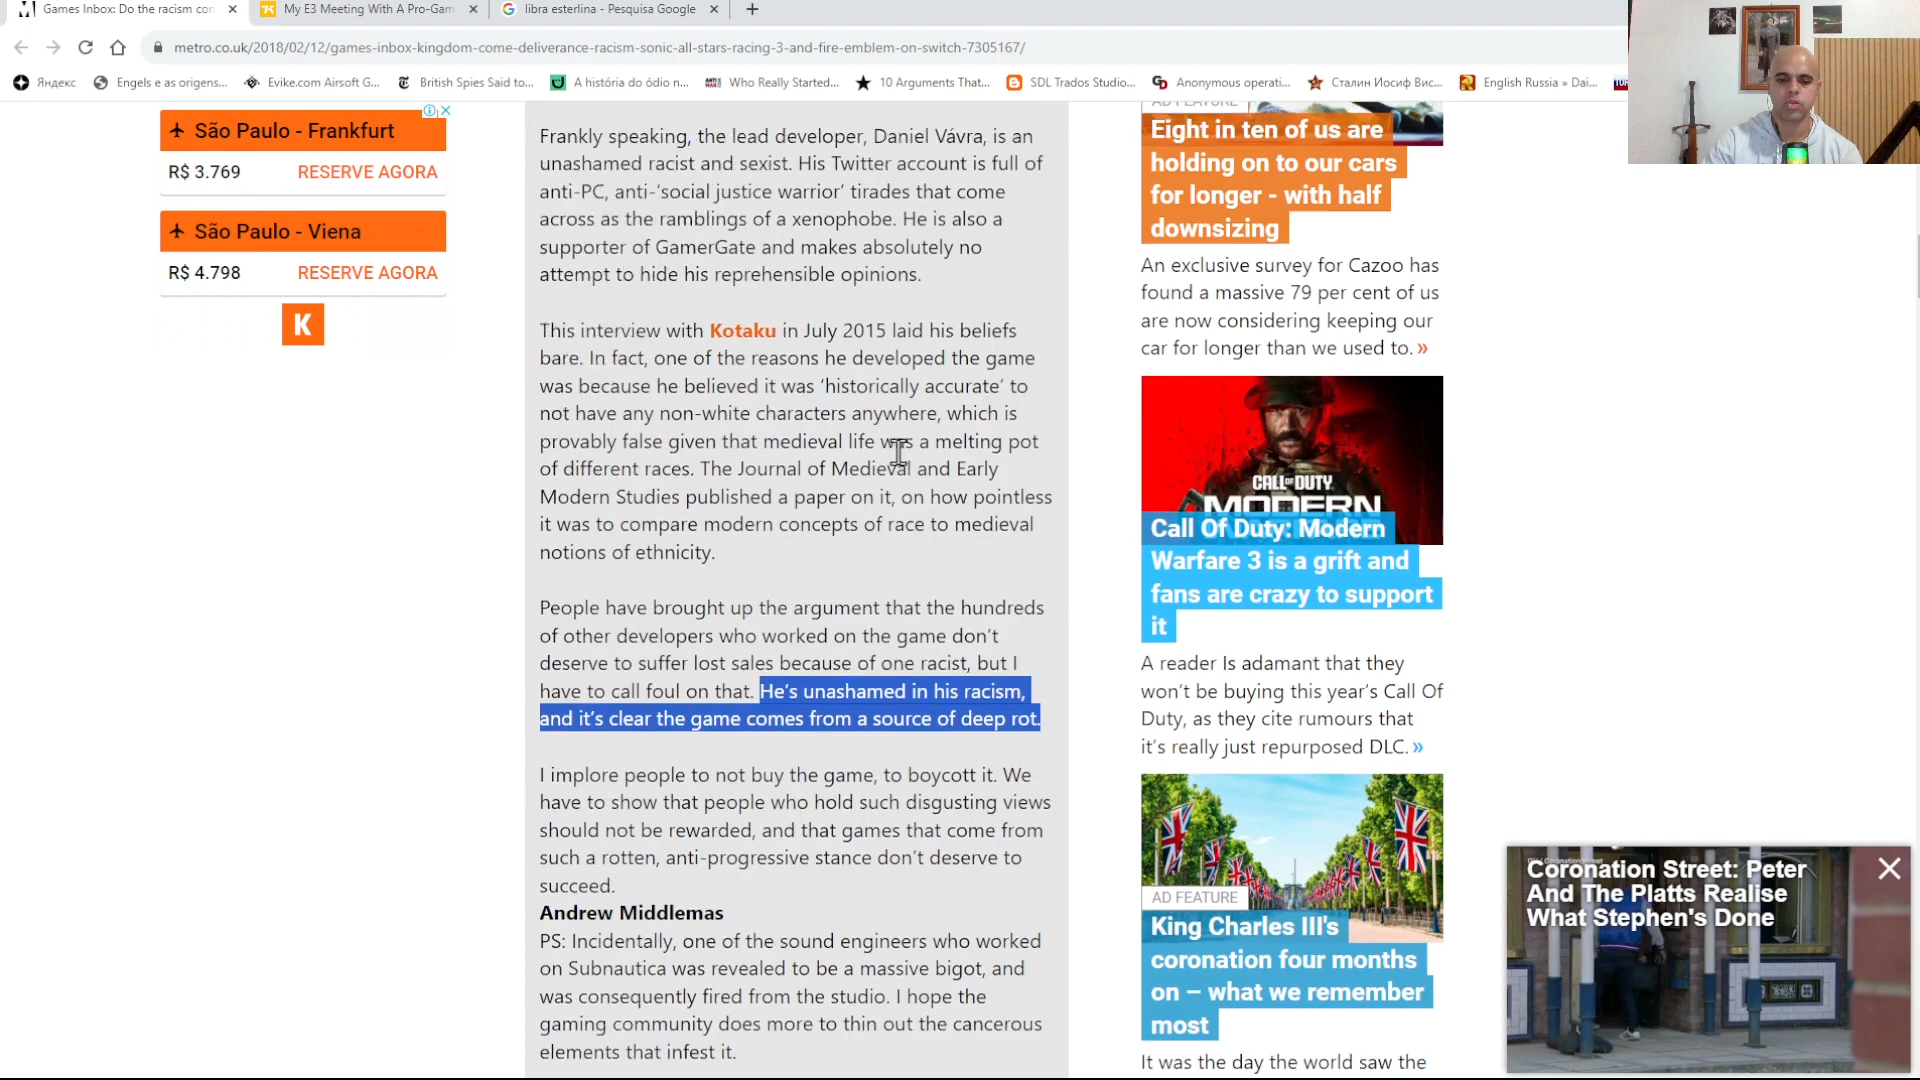 Games Inbox: Do the racism con
My E3 Meeting With A Pro-Gam
libra esterlina - Pesquisa Google
metro.co.uk/2018/02/12/games-inbox-kingdom-come-deliverance-racism-sonic-all-stars-racing-3-and-fire-emblem-on-switch-7305167/
Яндекс
Engels e as origens...
Evike.com Airsoft G...
British Spies Said to...
A história do ódio n...
Who Really Started...
10 Arguments That...
SDL Trados Studio...
Anonymous operati...
Сталин Иосиф Вис...
English Russia » Dai...
São Paulo - Frankfurt
R$ 3.769 RESERVE AGORA
São Paulo - Viena
R$ 4.798 RESERVE AGORA
K
Frankly speaking, the lead developer, Daniel Vávra, is an
unashamed racist and sexist. His Twitter account is full of
anti-PC, anti-‘social justice warrior’ tirades that come
across as the ramblings of a xenophobe. He is also a
supporter of GamerGate and makes absolutely no
attempt to hide his reprehensible opinions.
This interview with Kotaku in July 2015 laid his beliefs
bare. In fact, one of the reasons he developed the game
was because he believed it was ‘historically accurate’ to
not have any non-white characters anywhere, which is
provably false given that medieval life was a melting pot
of different races. The Journal of Medieval and Early
Modern Studies published a paper on it, on how pointless
it was to compare modern concepts of race to medieval
notions of ethnicity.
People have brought up the argument that the hundreds
of other developers who worked on the game don’t
deserve to suffer lost sales because of one racist, but I
have to call foul on that. He’s unashamed in his racism,
and it’s clear the game comes from a source of deep rot.
I implore people to not buy the game, to boycott it. We
have to show that people who hold such disgusting views
should not be rewarded, and that games that come from
such a rotten, anti-progressive stance don’t deserve to
succeed.
Andrew Middlemas
PS: Incidentally, one of the sound engineers who worked
on Subnautica was revealed to be a massive bigot, and
was consequently fired from the studio. I hope the
gaming community does more to thin out the cancerous
elements that infest it.
AD FEATURE
Eight in ten of us are
holding on to our cars
for longer - with half
downsizing
An exclusive survey for Cazoo has
found a massive 79 per cent of us
are now considering keeping our
car for longer than we used to. »
CALL OF DUTY
MODERN
Call Of Duty: Modern
Warfare 3 is a grift and
fans are crazy to support
it
A reader Is adamant that they
won’t be buying this year’s Call Of
Duty, as they cite rumours that
it’s really just repurposed DLC. »
AD FEATURE
King Charles III's
coronation four months
on – what we remember
most
It was the day the world saw the
Coronation Street: Peter
And The Platts Realise
What Stephen's Done